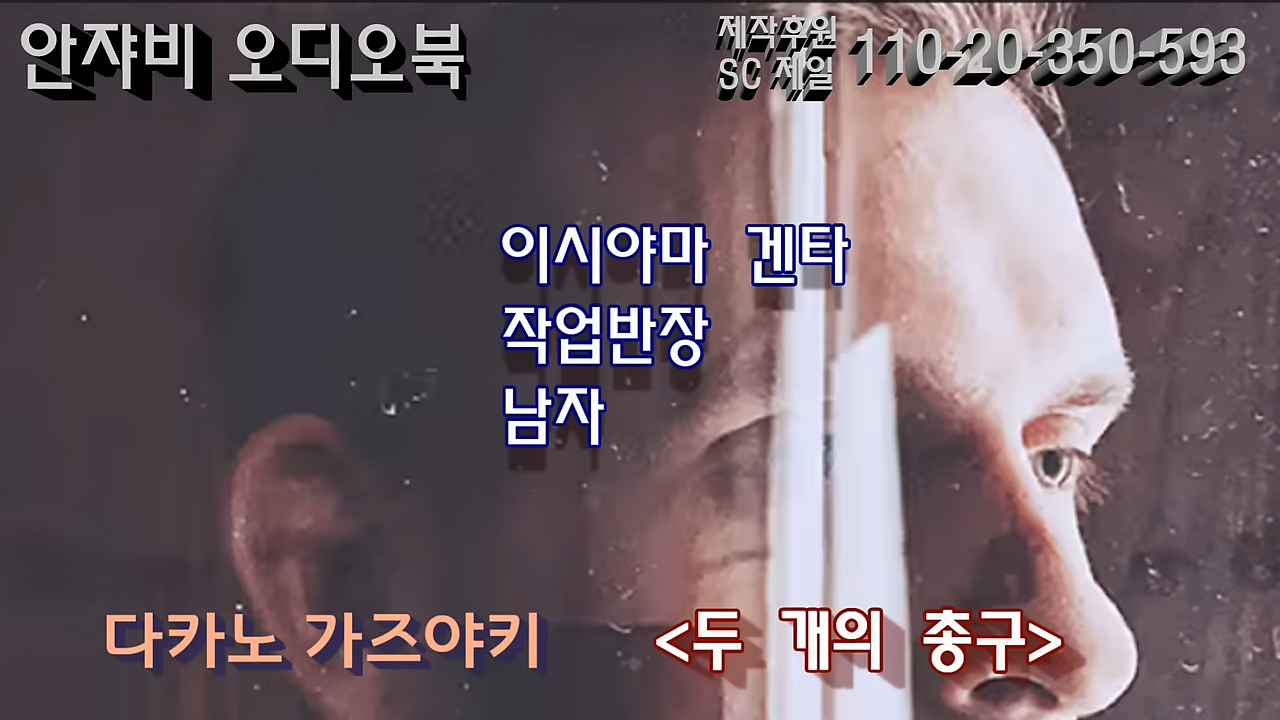 안쟈비 오디오북
제작후원
SC 제일
110-20-350-593
이시야마 겐타
작업반장
남자
다카노 가즈야키
<두 개의 총구>